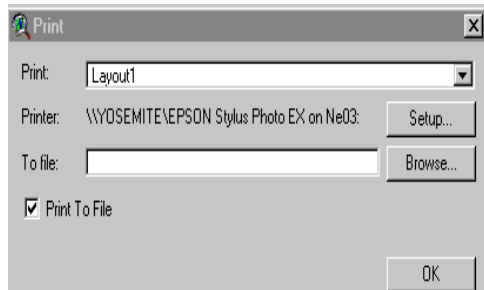 Print
Print: Layout1
Printer: \\YOSEMITE\EPSON Stylus Photo EX on Ne03: Setup...
To file: Browse...
Print To File
OK